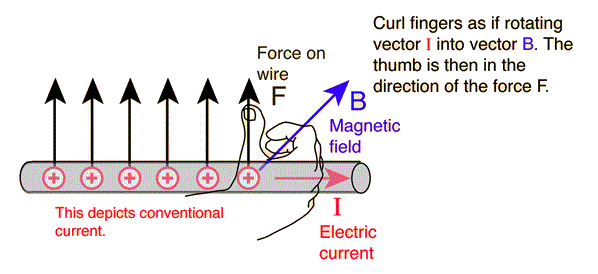 Curl fingers as if rotating
vector I into vector B. The
thumb is then in the
direction of the force F.
Force on
wire
F
B
Magnetic
field
+ + + + + +
This depicts conventional
current.
I
Electric
current